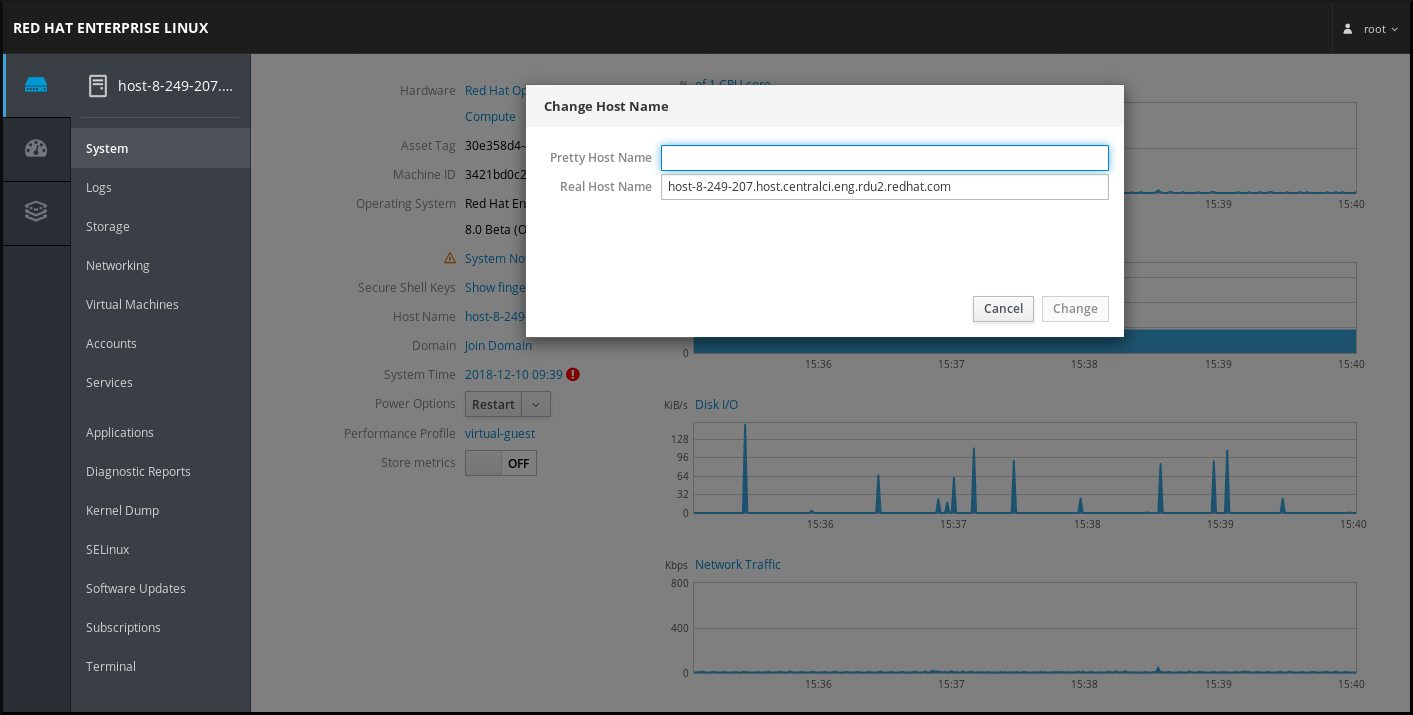 RED HAT ENTERPRISE LINUX
root
host-8-249-207....
System
Logs
Storage
Networking
Virtual Machines
Accounts
Services
Applications
Diagnostic Reports
Kernel Dump
SELinux
Software Updates
Subscriptions
Terminal
Hardware Red Hat Op
Compute
Asset Tag 30e358d4-
Machine ID 3421bd0c2
Operating System Red Hat En
8.0 Beta (O
System No
Secure Shell Keys Show finge
Host Name host-8-249
Domain Join Domain
System Time 2018-12-10 09:39
Power Options Restart
Performance Profile virtual-guest
Store metrics OFF
Change Host Name
Pretty Host Name
Real Host Name host-8-249-207.host.centralci.eng.rdu2.redhat.com
Cancel Change
% of 1 CPU core
15:39 15:40
0
15:36 15:37 15:38 15:39 15:40
KiB/s Disk I/O
128
96
64
32
0
15:36 15:37 15:38 15:39 15:40
Kbps Network Traffic
800
400
0
15:36 15:37 15:38 15:39 15:40